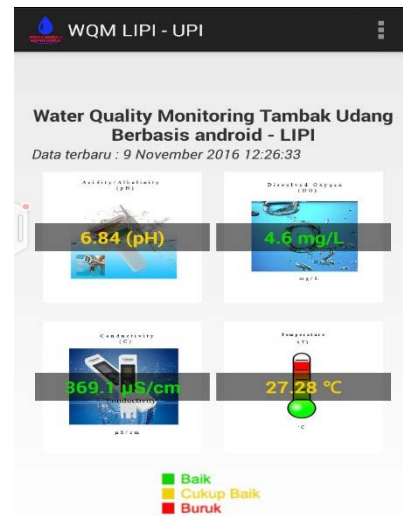 WQM LIPI - UPI
Water Quality Monitoring Tambak Udang
Berbasis android - LIPI
Data terbaru : 9 November 2016 12:26:33
Acidity/Alkalinity
(pH)
6.84 (pH)
Dissolved Oxygen
(DO)
4.6 mg/L
mg/L
Conductivity
(C)
369.1 uS/cm
Conductivity
µS/cm
Temperature
(T)
27.28 °C
°C
Baik
Cukup Baik
Buruk